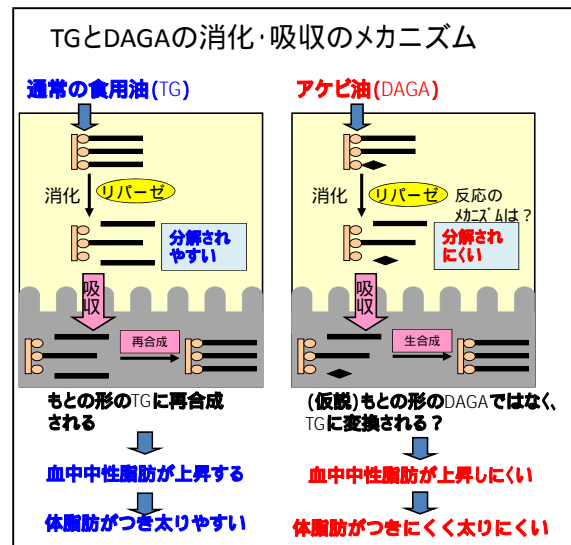 TGとDAGAの消化・吸収のメカニズム
通常の食用油(TG)
消化
リパーゼ
分解され
やすい
吸収
再合成
もとの形のTGに再合成
される
血中中性脂肪が上昇する
体脂肪がつき太りやすい
アケビ油(DAGA)
消化
リパーゼ
反応の
メカニズムは?
分解され
にくい
吸収
生合成
(仮説)もとの形のDAGAではなく、
TGに変換される?
血中中性脂肪が上昇しにくい
体脂肪がつきにくく太りにくい